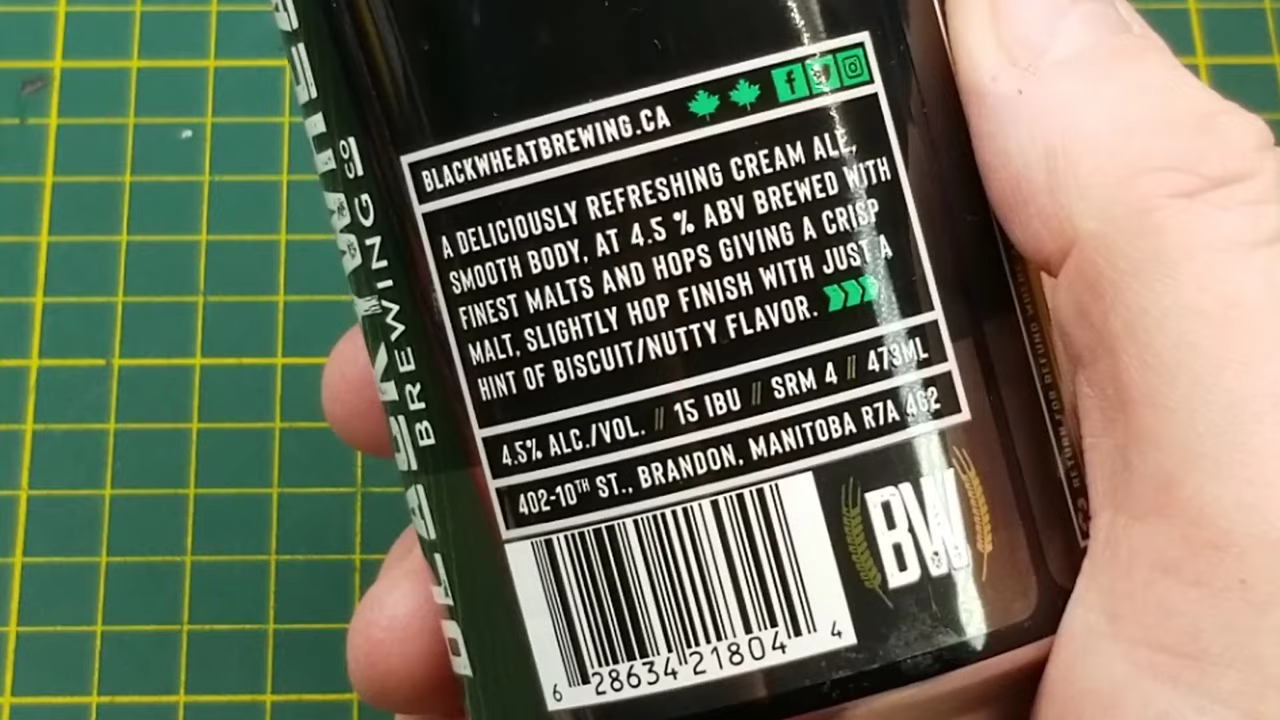 BLACKWHEATBREWING.CA
A DELICIOUSLY REFRESHING CREAM ALE,
SMOOTH BODY, AT 4.5 % ABV BREWED WITH
FINEST MALTS AND HOPS GIVING A CRISP
MALT, SLIGHTLY HOP FINISH WITH JUST A
HINT OF BISCUIT/NUTTY FLAVOR.
4.5% ALC./VOL. // 15 IBU // SRM 4 // 473ML
402-10TH ST., BRANDON, MANITOBA R7A 4G2
BW
6 28634 21804 4
BREWING CO